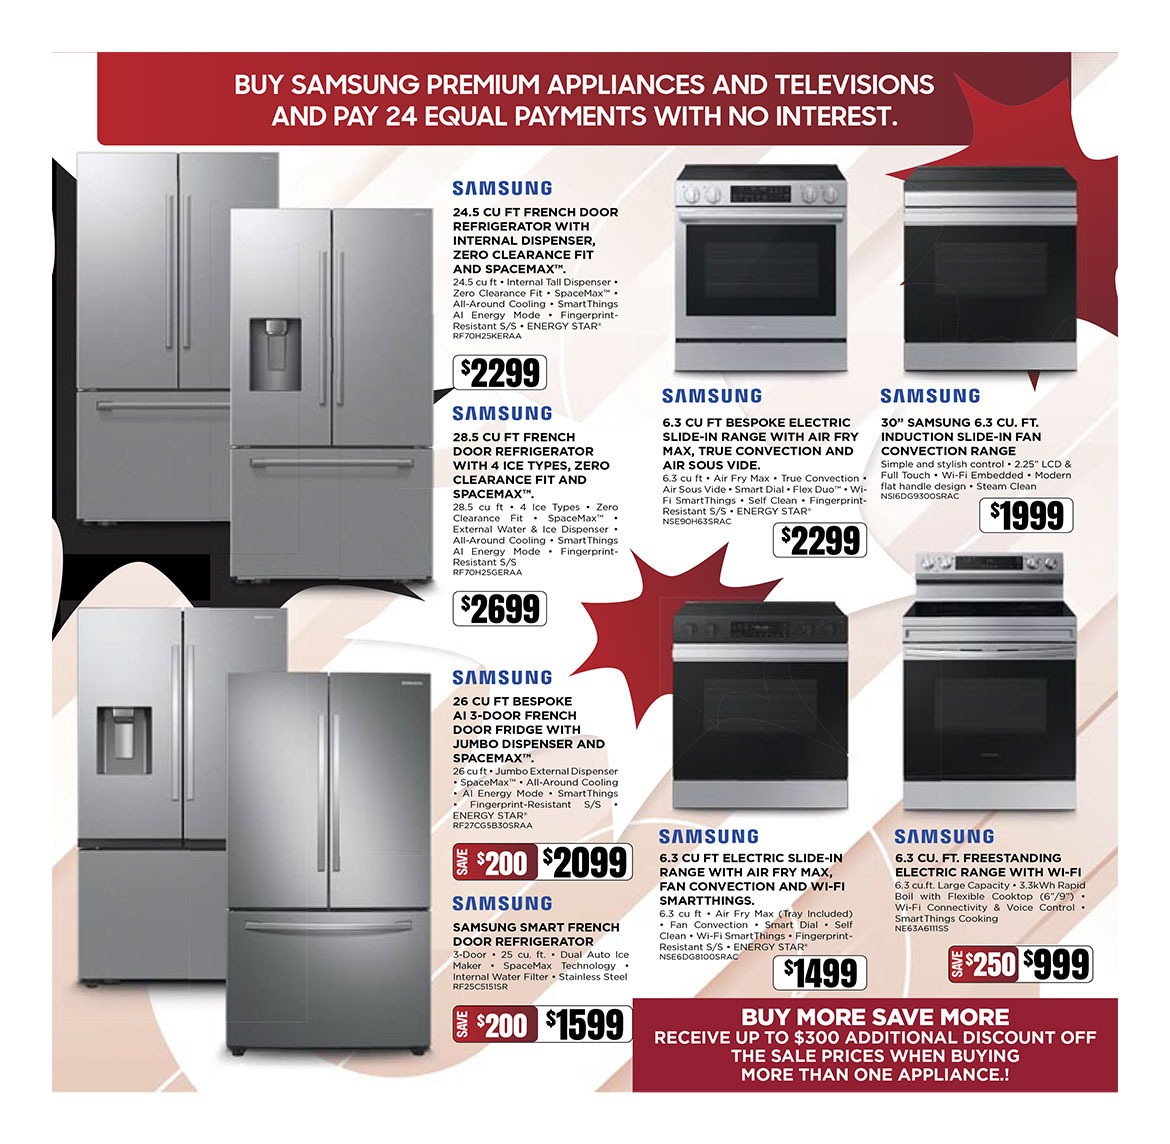 BUY SAMSUNG PREMIUM APPLIANCES AND TELEVISIONS
AND PAY 24 EQUAL PAYMENTS WITH NO INTEREST.
SAMSUNG
24.5 CU FT FRENCH DOOR
REFRIGERATOR WITH
INTERNAL DISPENSER,
ZERO CLEARANCE FIT
AND SPACEMAX™.
24.5 cu ft • Internal Tall Dispenser •
Zero Clearance Fit • SpaceMax™ •
All-Around Cooling • SmartThings
AI Energy Mode • Fingerprint-
Resistant S/S • ENERGY STAR®
RF70H25KERAA
$2299
SAMSUNG
28.5 CU FT FRENCH
DOOR REFRIGERATOR
WITH 4 ICE TYPES, ZERO
CLEARANCE FIT AND
SPACEMAX™.
28.5 cu ft • 4 Ice Types • Zero
Clearance Fit • SpaceMax™ •
External Water & Ice Dispenser •
All-Around Cooling • SmartThings
AI Energy Mode • Fingerprint-
Resistant S/S
RF70H25GERAA
$2699
SAMSUNG
26 CU FT BESPOKE
AI 3-DOOR FRENCH
DOOR FRIDGE WITH
JUMBO DISPENSER AND
SPACEMAX™.
26 cu ft • Jumbo External Dispenser
• SpaceMax™ • All-Around Cooling
• AI Energy Mode • SmartThings
• Fingerprint-Resistant S/S •
ENERGY STAR®
RF27CG5B30SRAA
SAVE $200 $2099
SAMSUNG
SAMSUNG SMART FRENCH
DOOR REFRIGERATOR
3-Door • 25 cu. ft. • Dual Auto Ice
Maker • SpaceMax Technology •
Internal Water Filter • Stainless Steel
RF25C5151SR
SAVE $200 $1599
SAMSUNG
6.3 CU FT BESPOKE ELECTRIC
SLIDE-IN RANGE WITH AIR FRY
MAX, TRUE CONVECTION AND
AIR SOUS VIDE.
6.3 cu ft • Air Fry Max • True Convection •
Air Sous Vide • Smart Dial • Flex Duo™ • Wi-
Fi SmartThings • Self Clean • Fingerprint-
Resistant S/S • ENERGY STAR®
NSE90H63SRAC
$2299
SAMSUNG
30” SAMSUNG 6.3 CU. FT.
INDUCTION SLIDE-IN FAN
CONVECTION RANGE
Simple and stylish control • 2.25” LCD &
Full Touch • Wi-Fi Embedded • Modern
flat handle design • Steam Clean
NSI6DG9300SRAC
$1999
SAMSUNG
6.3 CU FT ELECTRIC SLIDE-IN
RANGE WITH AIR FRY MAX,
FAN CONVECTION AND WI-FI
SMARTTHINGS.
6.3 cu ft • Air Fry Max (Tray Included)
• Fan Convection • Smart Dial • Self
Clean • Wi-Fi SmartThings • Fingerprint-
Resistant S/S • ENERGY STAR®
NSE6DG8100SRAC
$1499
SAMSUNG
6.3 CU. FT. FREESTANDING
ELECTRIC RANGE WITH WI-FI
6.3 cu.ft. Large Capacity • 3.3kWh Rapid
Boil with Flexible Cooktop (6”/9”) •
Wi-Fi Connectivity & Voice Control •
SmartThings Cooking
NE63A6111SS
SAVE $250 $999
BUY MORE SAVE MORE
RECEIVE UP TO $300 ADDITIONAL DISCOUNT OFF
THE SALE PRICES WHEN BUYING
MORE THAN ONE APPLIANCE.!